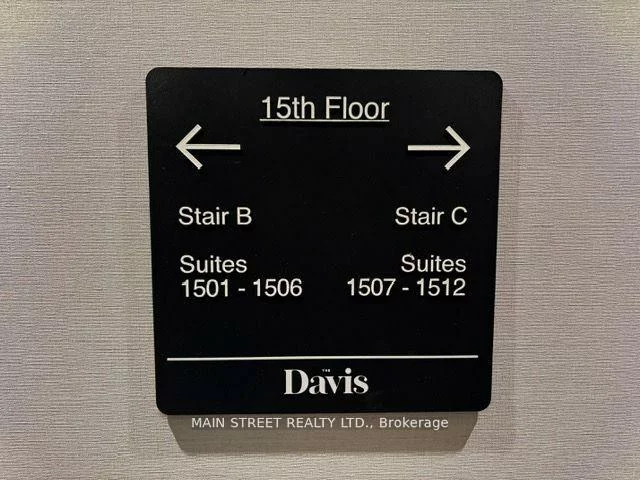 15th Floor
← →
Stair B Stair C
Suites Suites
1501 - 1506 1507 - 1512
THE
Davis
MAIN STREET REALTY LTD., Brokerage